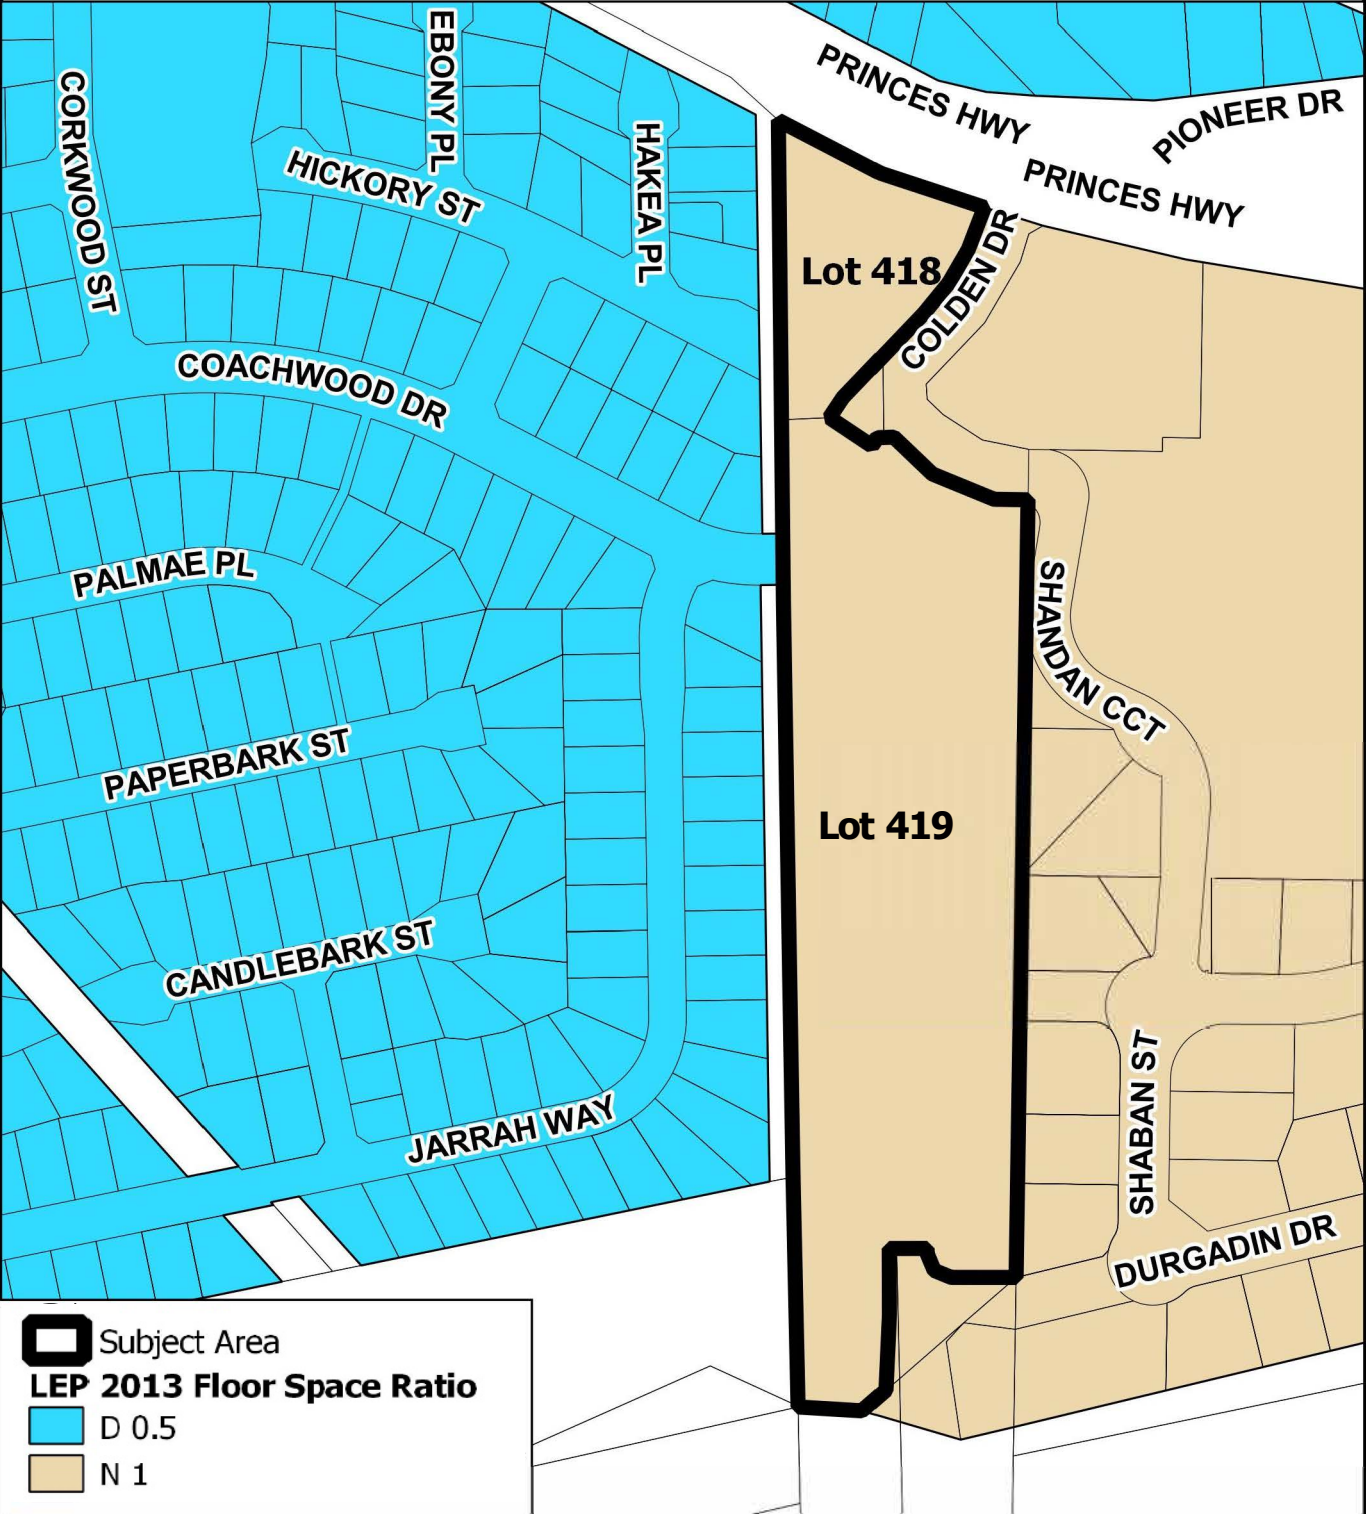 EBONY PL
CORKWOOD ST
PRINCES HWY
PIONEER DR
HICKORY ST
HAKEA PL
PRINCES HWY
COLDEN DR
Lot 418
COACHWOOD DR
PALMAE PL
SHANDAN CCT
PAPERBARK ST
Lot 419
CANDLEBARK ST
JARRAH WAY
SHABAN ST
DURGADIN DR
Subject Area
LEP 2013 Floor Space Ratio
D 0.5
N 1